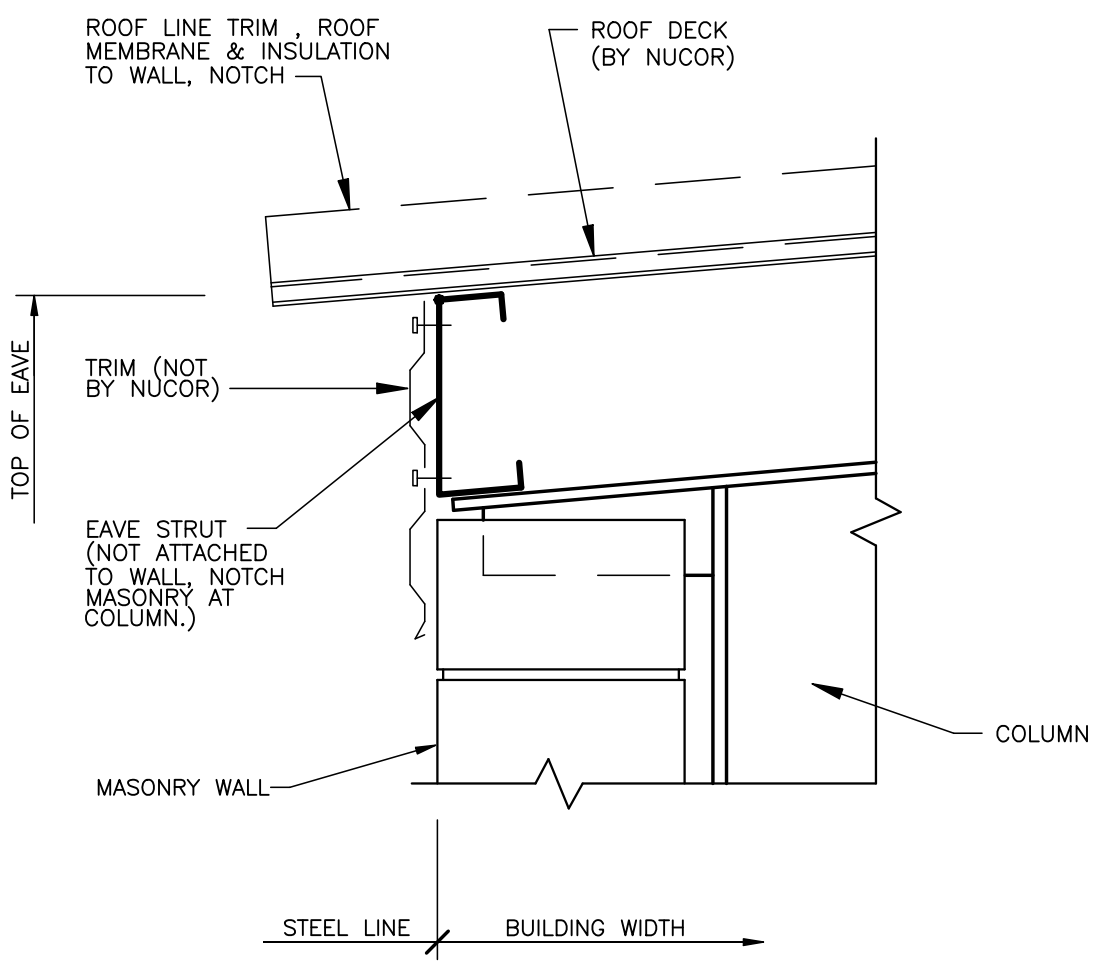 ROOF LINE TRIM , ROOF
MEMBRANE & INSULATION
TO WALL, NOTCH
ROOF DECK
(BY NUCOR)
TOP OF EAVE
TRIM (NOT
BY NUCOR)
EAVE STRUT
(NOT ATTACHED
TO WALL, NOTCH
MASONRY AT
COLUMN.)
COLUMN
MASONRY WALL
STEEL LINE
BUILDING WIDTH